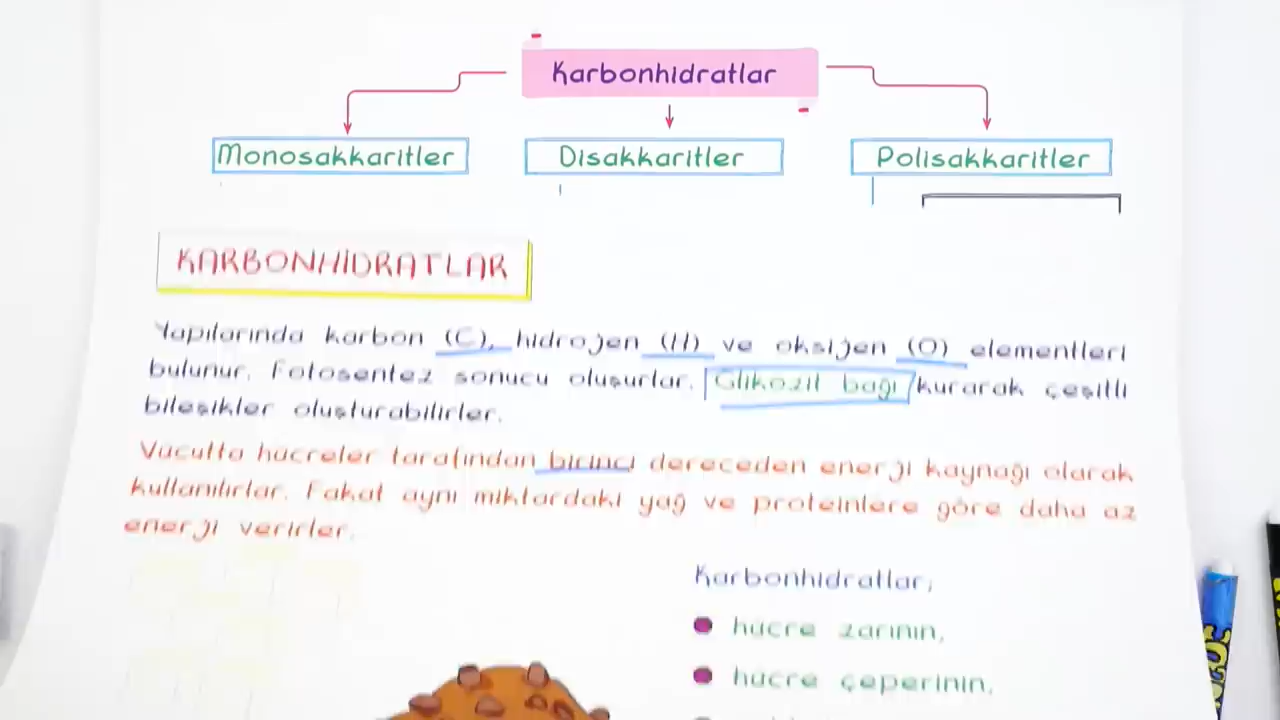 Karbonhidratlar
Monosakkaritler Disakkaritler Polisakkaritler
KARBONHİDRATLAR
Yapılarında karbon (C), hidrojen (H) ve oksijen (O) elementleri
bulunur. Fotosentez sonucu oluşurlar. Glikozit bağı kurarak çeşitli
bileşikler oluşturabilirler.
Vücutta hücreler tarafından birinci dereceden enerji kaynağı olarak
kullanılırlar. Fakat aynı miktardaki yağ ve proteinlere göre daha az
enerji verirler.
Karbonhidratlar;
hücre zarının,
hücre çeperinin,